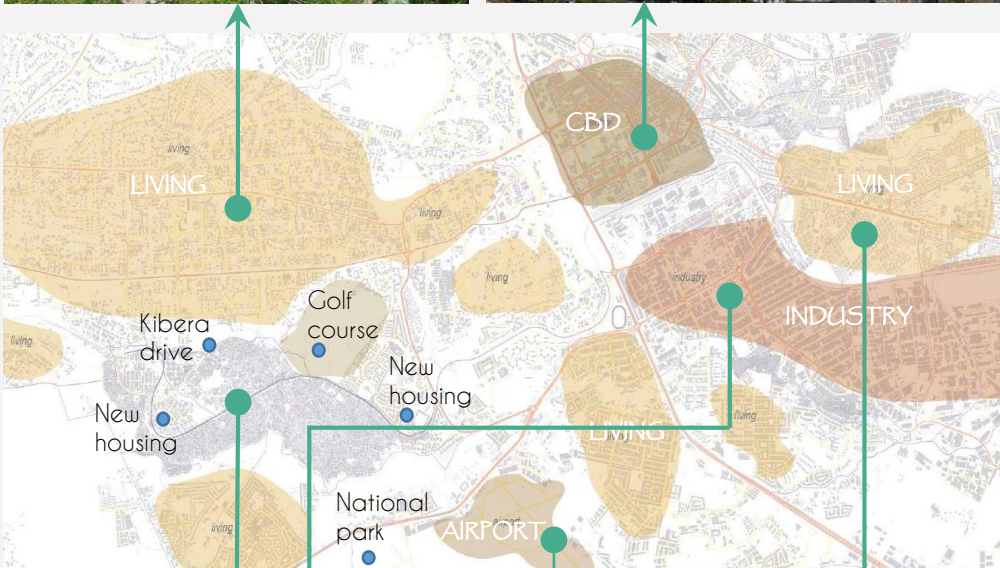 CBD
living
LIVING
LIVING
living
living
living
industry
Golf
course
INDUSTRY
Kibera
drive
living
New
housing
New
housing
living
LIVING
living
National
park
AIRPORT